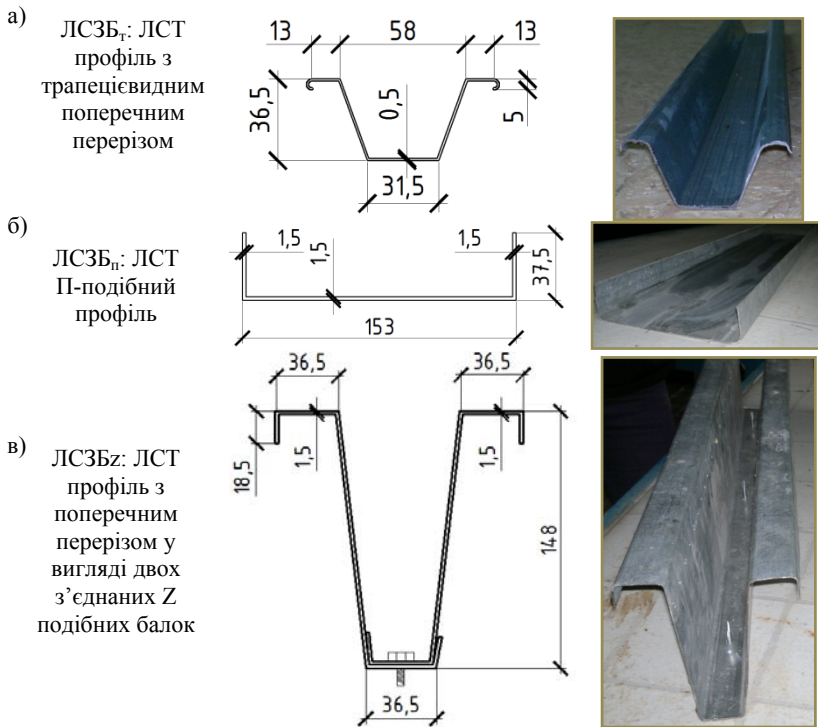 а)
ЛСЗБт: ЛСТ
профіль з
трапецієвидним
поперечним
перерізом
13
58
13
36,5
0,5
5
31,5
б)
ЛСЗБп: ЛСТ
П-подібний
профіль
1,5
1,5
1,5
37,5
153
в)
ЛСЗБz: ЛСТ
профіль з
поперечним
перерізом у
вигляді двох
з’єднаних Z
подібних балок
36,5
36,5
18,5
1,5
1,5
148
36,5